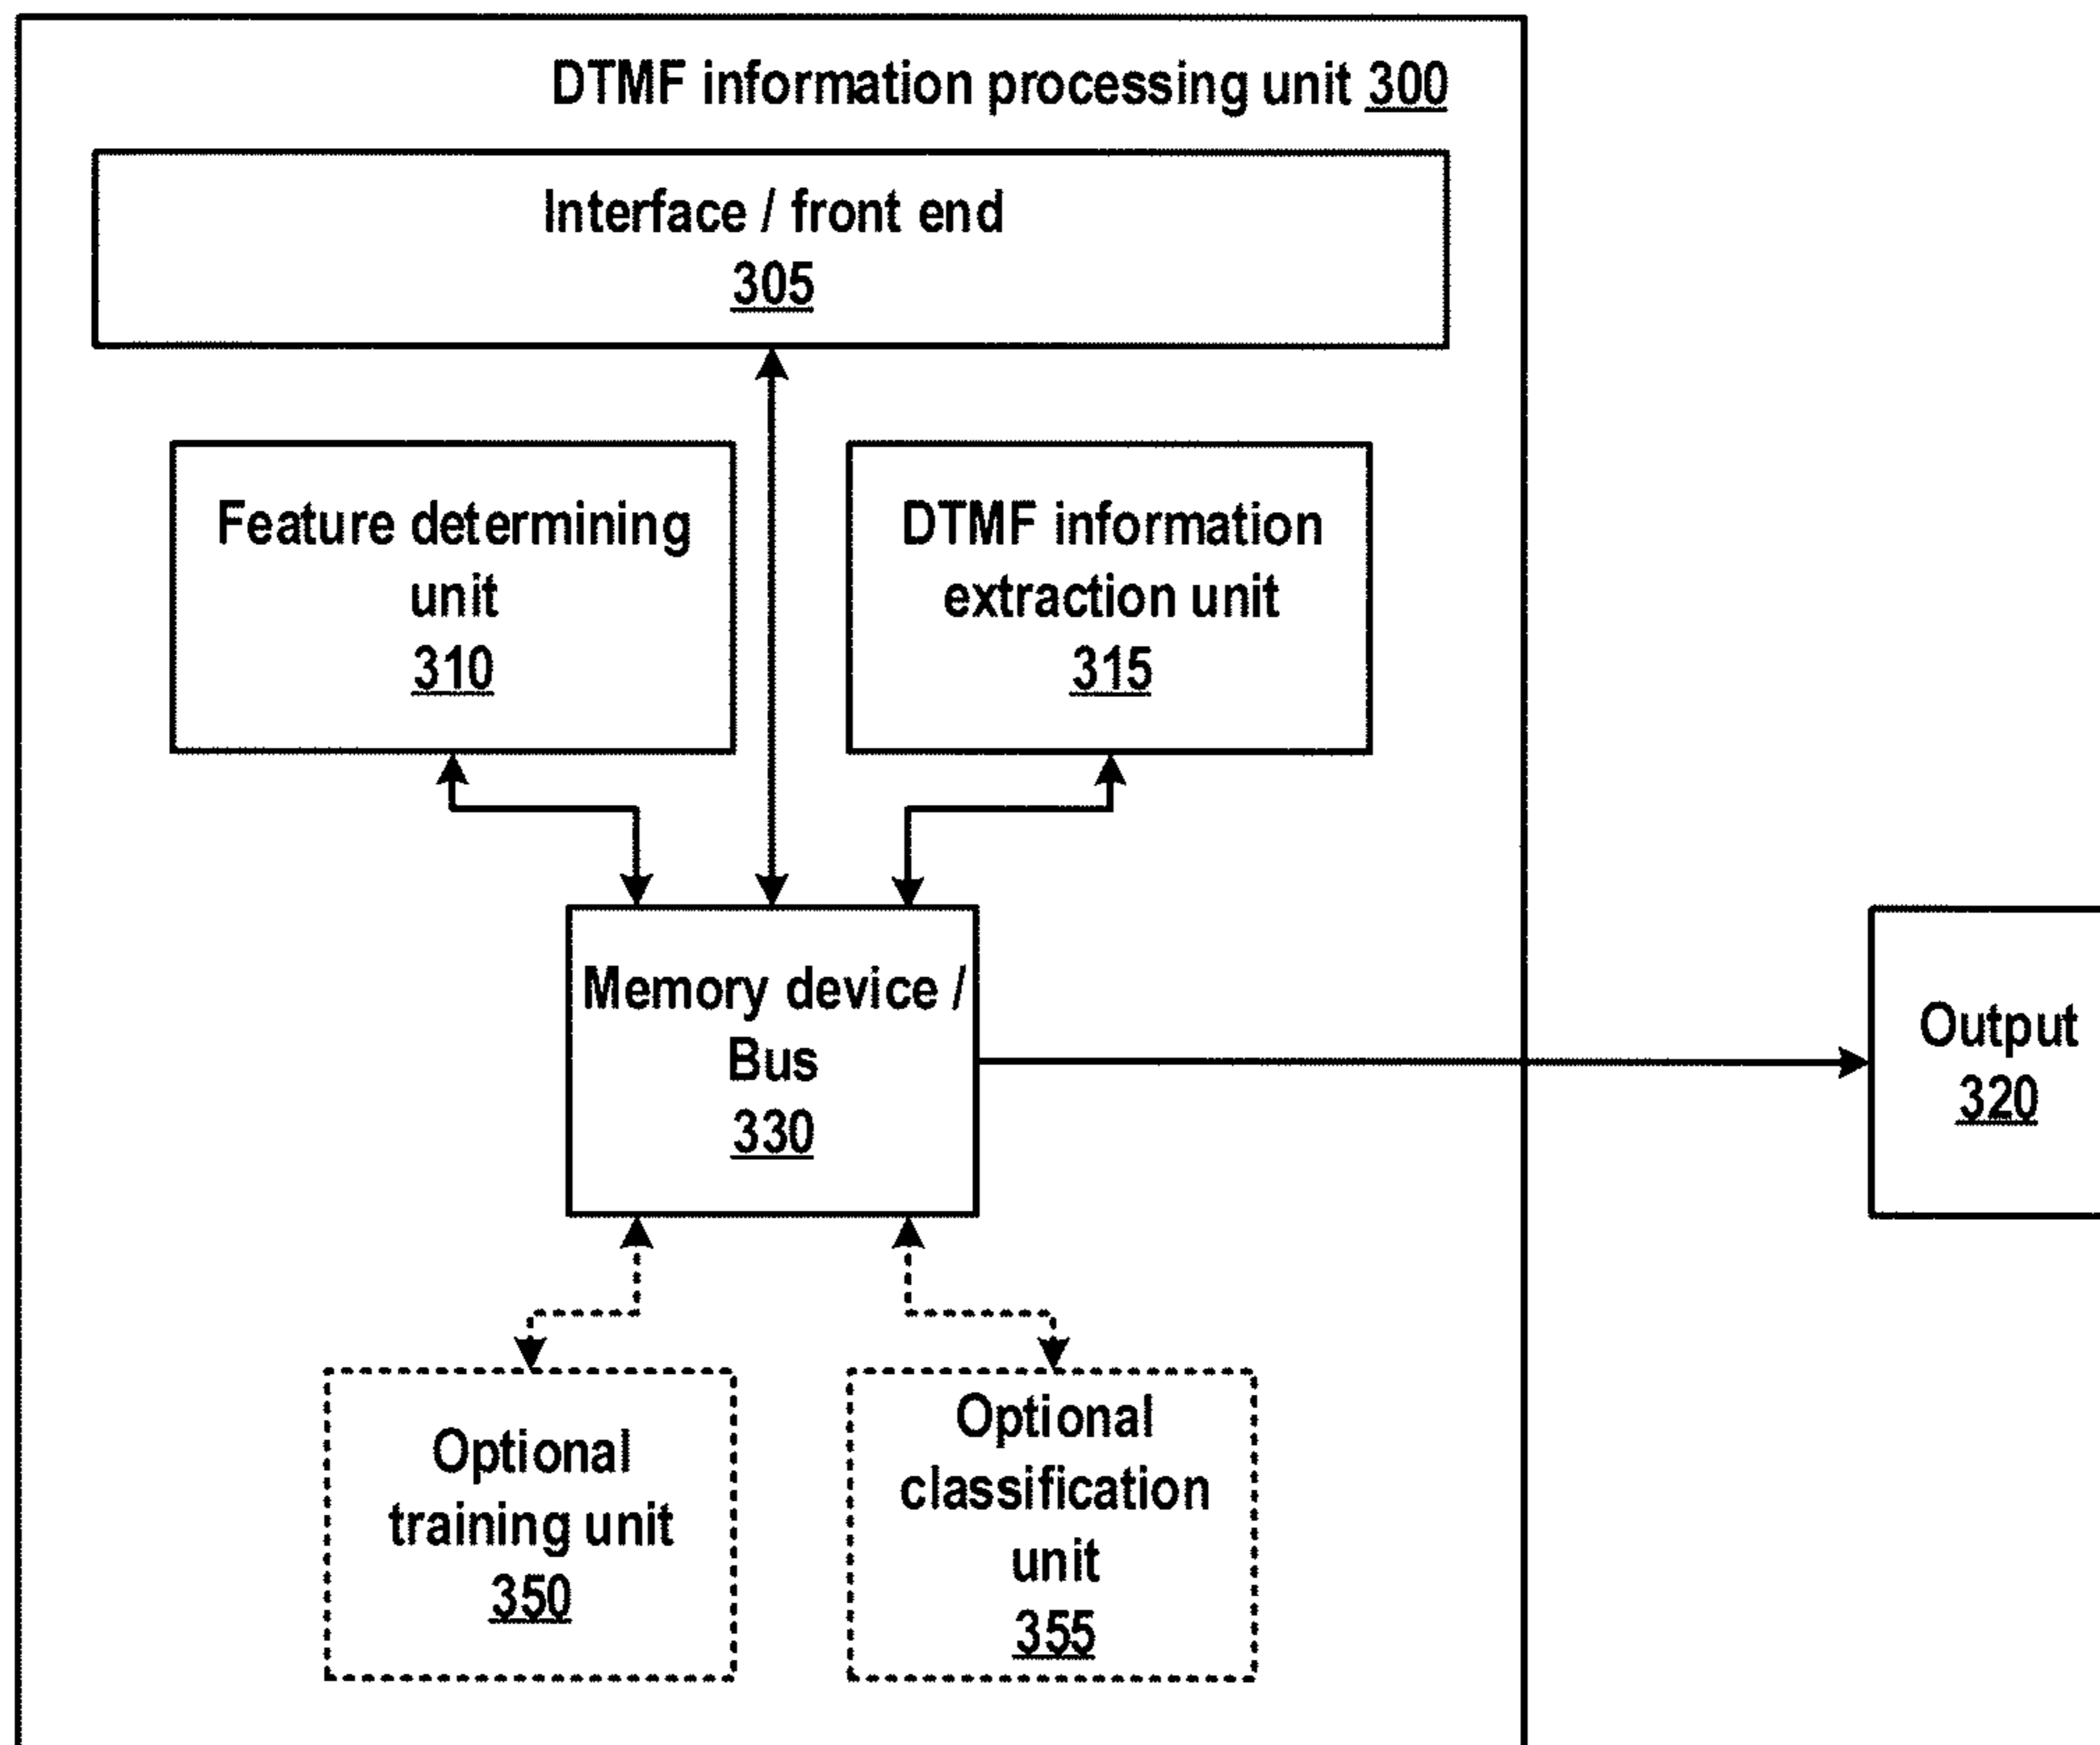 DTMF information processing unit 300
Interface / front end
305
Feature determining
unit
310
DTMF information
extraction unit
315
Memory device /
Bus
330
Output
320
Optional
training unit
350
Optional
classification
unit
355